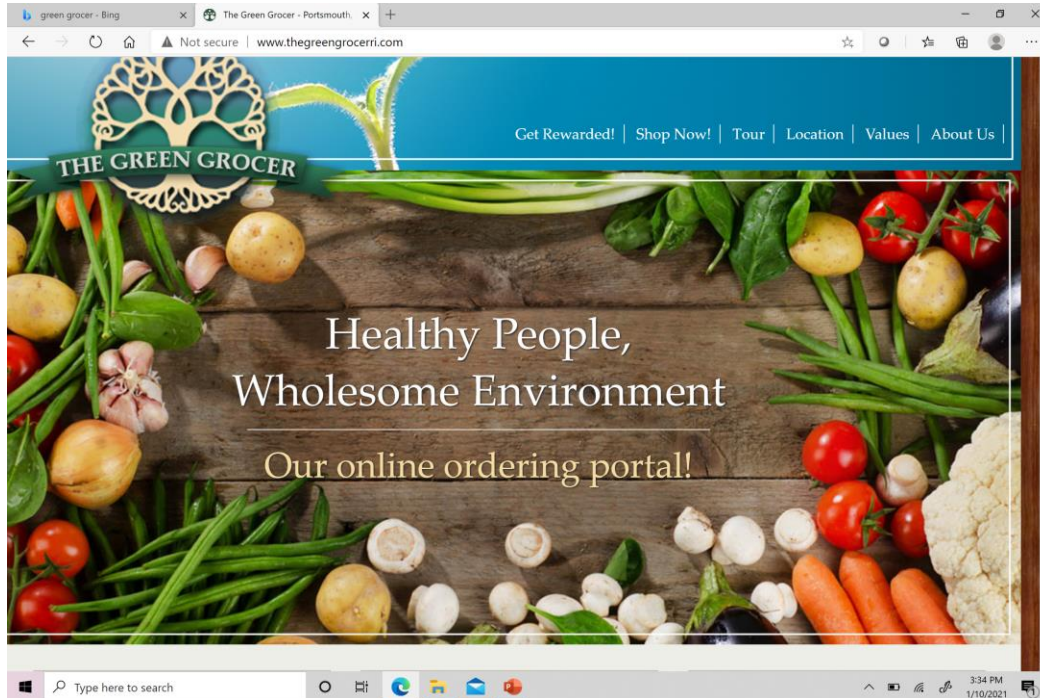 green grocer - Bing
The Green Grocer - Portsmouth,
Not secure | www.thegreengrocerri.com
THE GREEN GROCER
Get Rewarded! | Shop Now! | Tour | Location | Values | About Us |
Healthy People,
Wholesome Environment
Our online ordering portal!
Type here to search
3:34 PM
1/10/2021